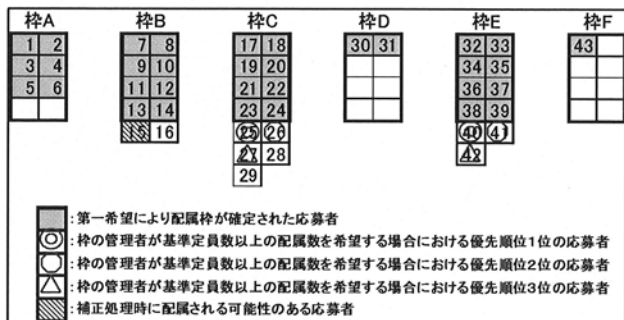 枠A 枠B 枠C 枠D 枠E 枠F
1 2 7 8 17 18 30 31 32 33 43
3 4 9 10 19 20 34 35
5 6 11 12 21 22 36 37
13 14 23 24 38 39
15 16 25 26 40 41
27 28 42
29
:第一希望により配属枠が確定された応募者
:枠の管理者が基準定員数以上の配属数を希望する場合における優先順位1位の応募者
:枠の管理者が基準定員数以上の配属数を希望する場合における優先順位2位の応募者
:枠の管理者が基準定員数以上の配属数を希望する場合における優先順位3位の応募者
:補正処理時に配属される可能性のある応募者